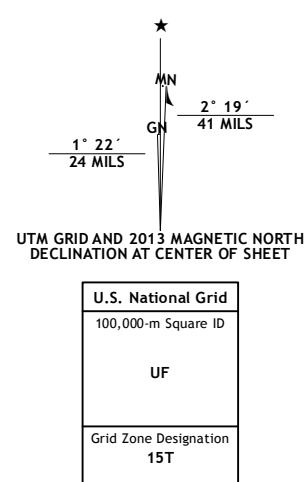 ★
MN
GN
2° 19´
41 MILS
1° 22´
24 MILS
UTM GRID AND 2013 MAGNETIC NORTH
DECLINATION AT CENTER OF SHEET
U.S. National Grid
100,000-m Square ID
UF
Grid Zone Designation
15T